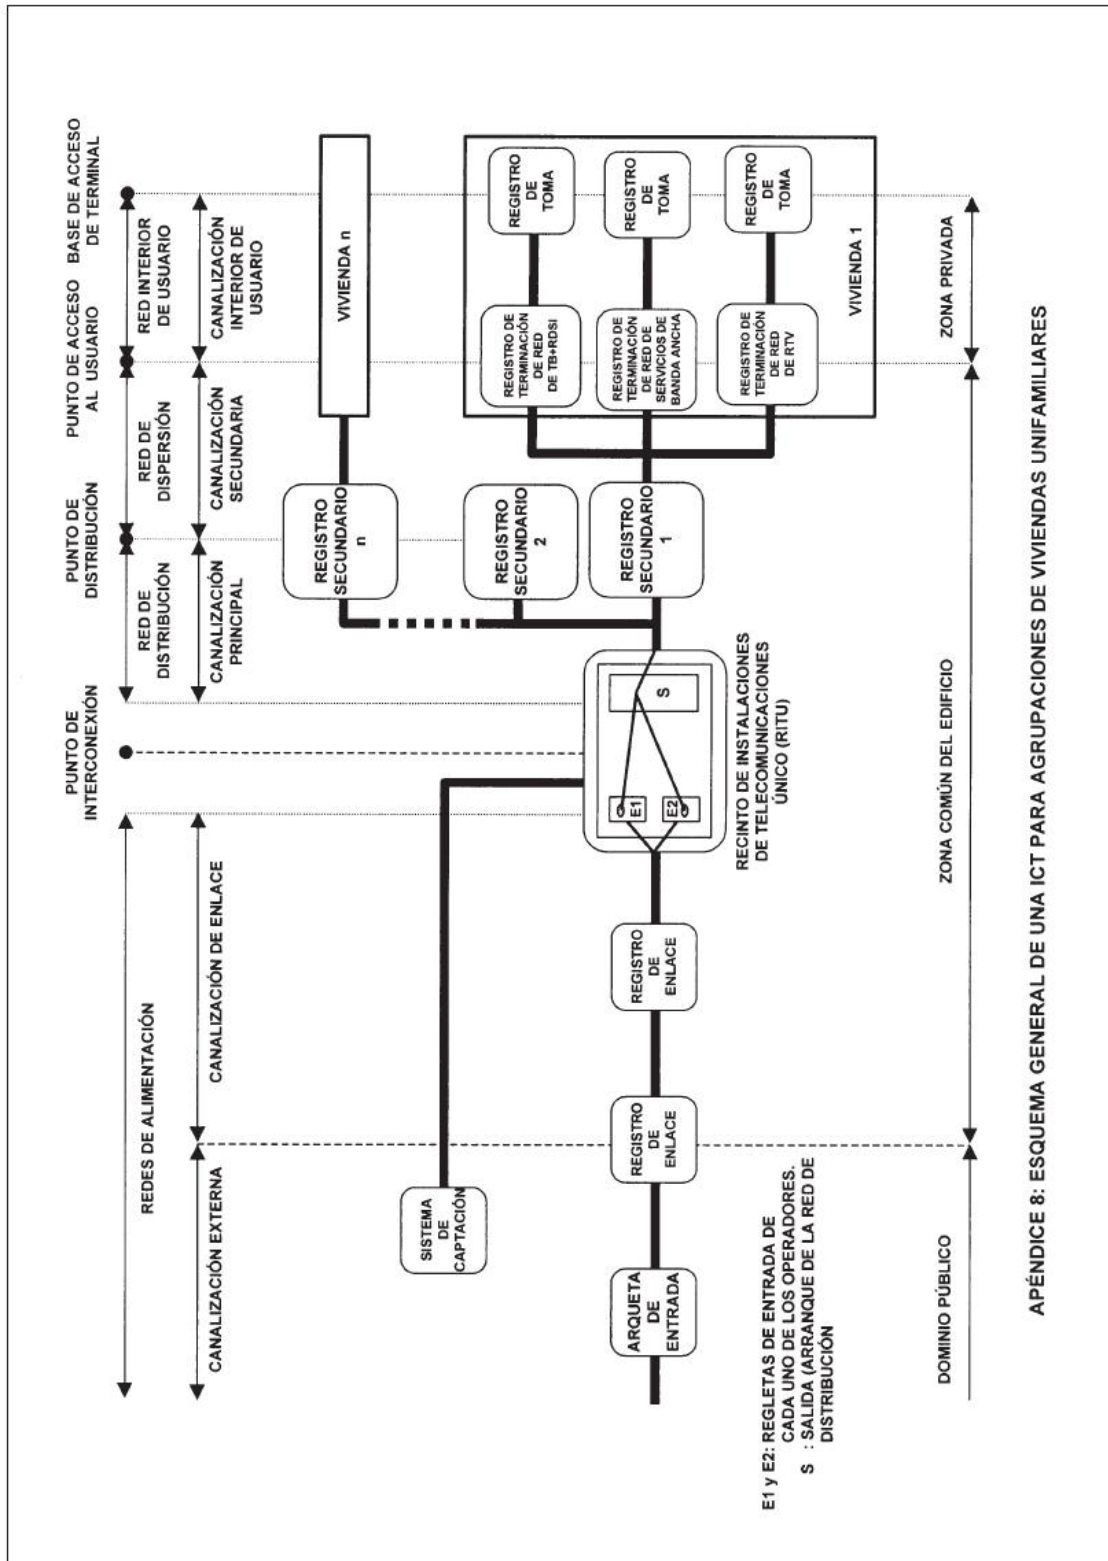 PUNTO DE
INTERCONEXIÓN
PUNTO DE
DISTRIBUCIÓN
PUNTO DE ACCESO
AL USUARIO
BASE DE ACCESO
DE TERMINAL
REDES DE ALIMENTACIÓN
RED DE
DISTRIBUCIÓN
RED DE
DISPERSIÓN
RED INTERIOR
DE USUARIO
CANALIZACIÓN EXTERNA
CANALIZACIÓN DE ENLACE
CANALIZACIÓN
PRINCIPAL
CANALIZACIÓN
SECUNDARIA
CANALIZACIÓN
INTERIOR DE
USUARIO
SISTEMA
DE
CAPTACIÓN
REGISTRO
SECUNDARIO
n
VIVIENDA n
REGISTRO
SECUNDARIO
2
REGISTRO
SECUNDARIO
1
REGISTRO DE
TERMINACIÓN
DE RED
DE TB+RDSI
REGISTRO
DE
TOMA
REGISTRO DE
TERMINACIÓN
DE RED DE
SERVICIOS DE
BANDA ANCHA
REGISTRO
DE
TOMA
REGISTRO DE
TERMINACIÓN
DE RED
DE RTV
REGISTRO
DE
TOMA
VIVIENDA 1
ARQUETA
DE
ENTRADA
REGISTRO
DE
ENLACE
REGISTRO
DE
ENLACE
E1
E2
S
RECINTO DE INSTALACIONES
DE TELECOMUNICACIONES
ÚNICO (RITU)
E1 y E2: REGLETAS DE ENTRADA DE
CADA UNO DE LOS OPERADORES.
S : SALIDA (ARRANQUE DE LA RED DE
DISTRIBUCIÓN
DOMINIO PÚBLICO
ZONA COMÚN DEL EDIFICIO
ZONA PRIVADA
APÉNDICE 8: ESQUEMA GENERAL DE UNA ICT PARA AGRUPACIONES DE VIVIENDAS UNIFAMILIARES